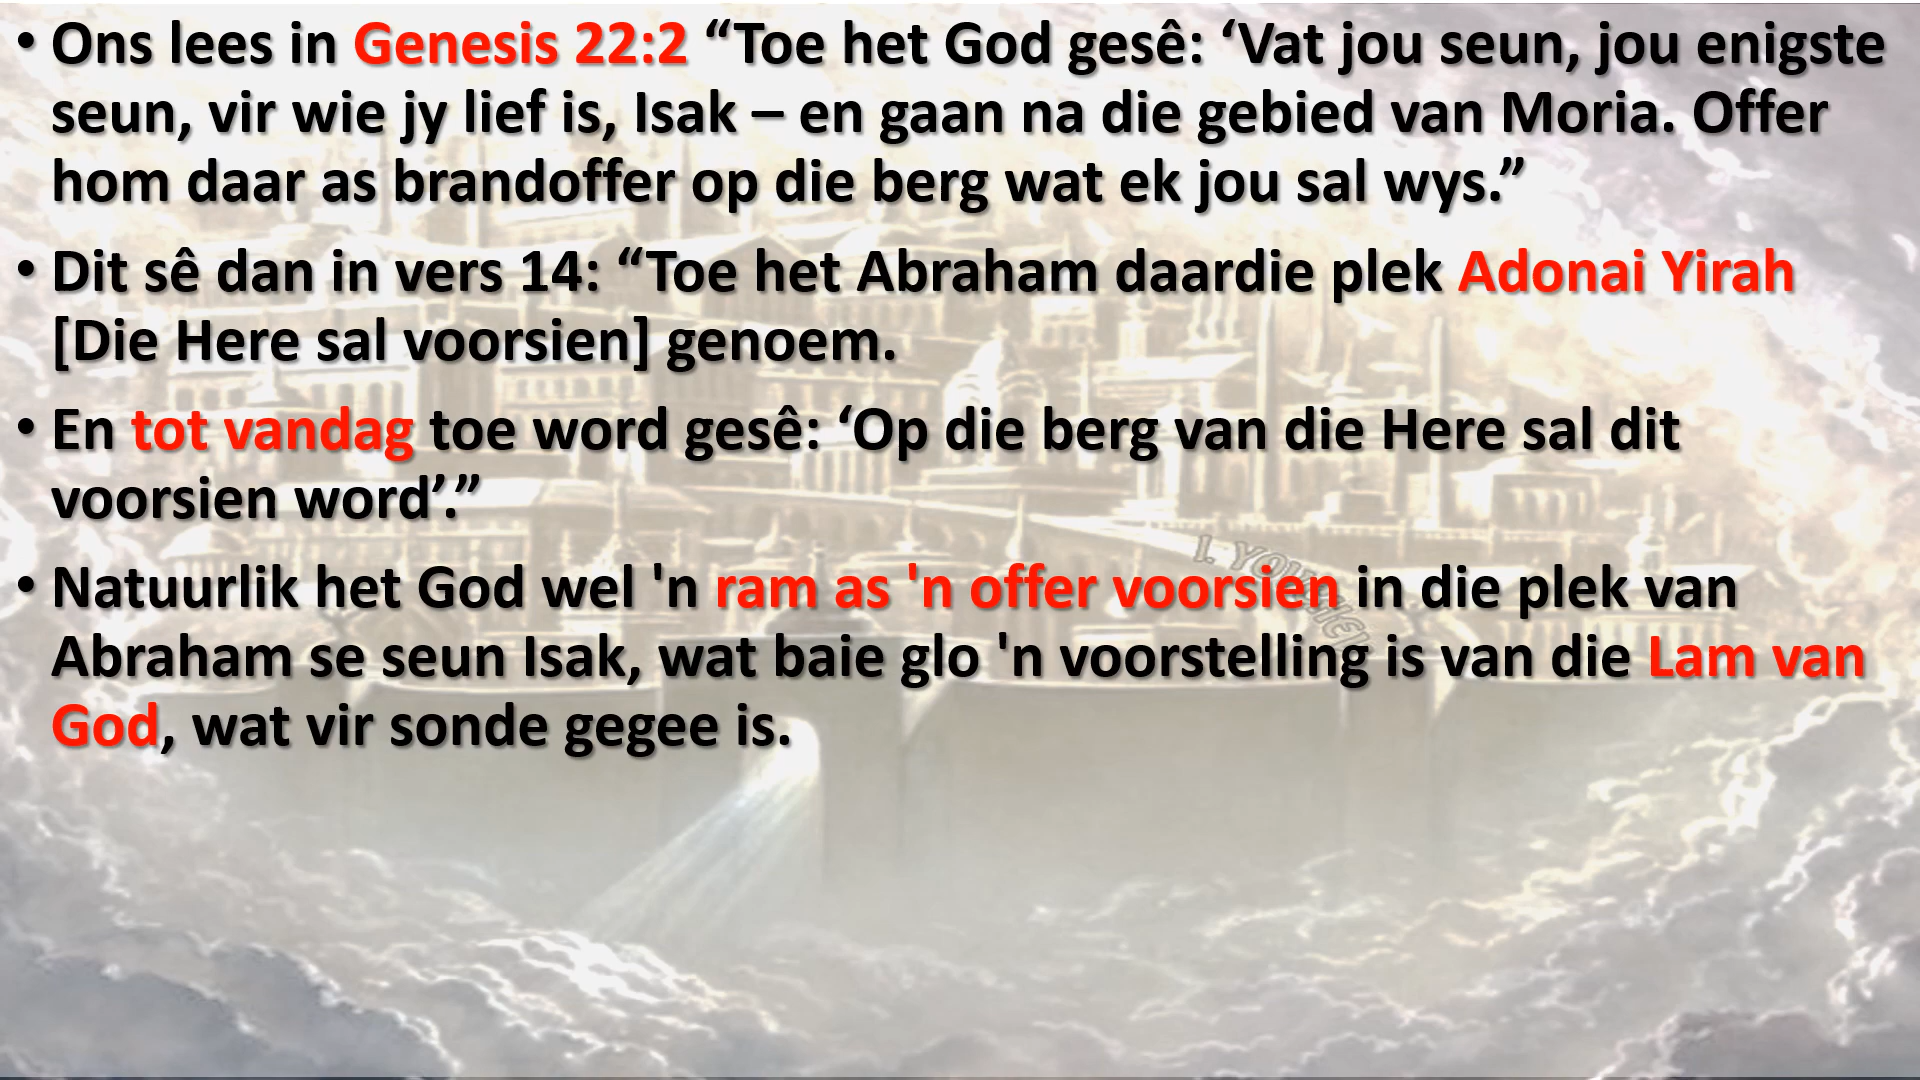 • Ons lees in Genesis 22:2 “Toe het God gesê: ‘Vat jou seun, jou enigste
seun, vir wie jy lief is, Isak – en gaan na die gebied van Moria. Offer
hom daar as brandoffer op die berg wat ek jou sal wys.”
• Dit sê dan in vers 14: “Toe het Abraham daardie plek Adonai Yirah
[Die Here sal voorsien] genoem.
• En tot vandag toe word gesê: ‘Op die berg van die Here sal dit
voorsien word’.”
• Natuurlik het God wel 'n ram as 'n offer voorsien in die plek van
Abraham se seun Isak, wat baie glo 'n voorstelling is van die Lam van
God, wat vir sonde gegee is.